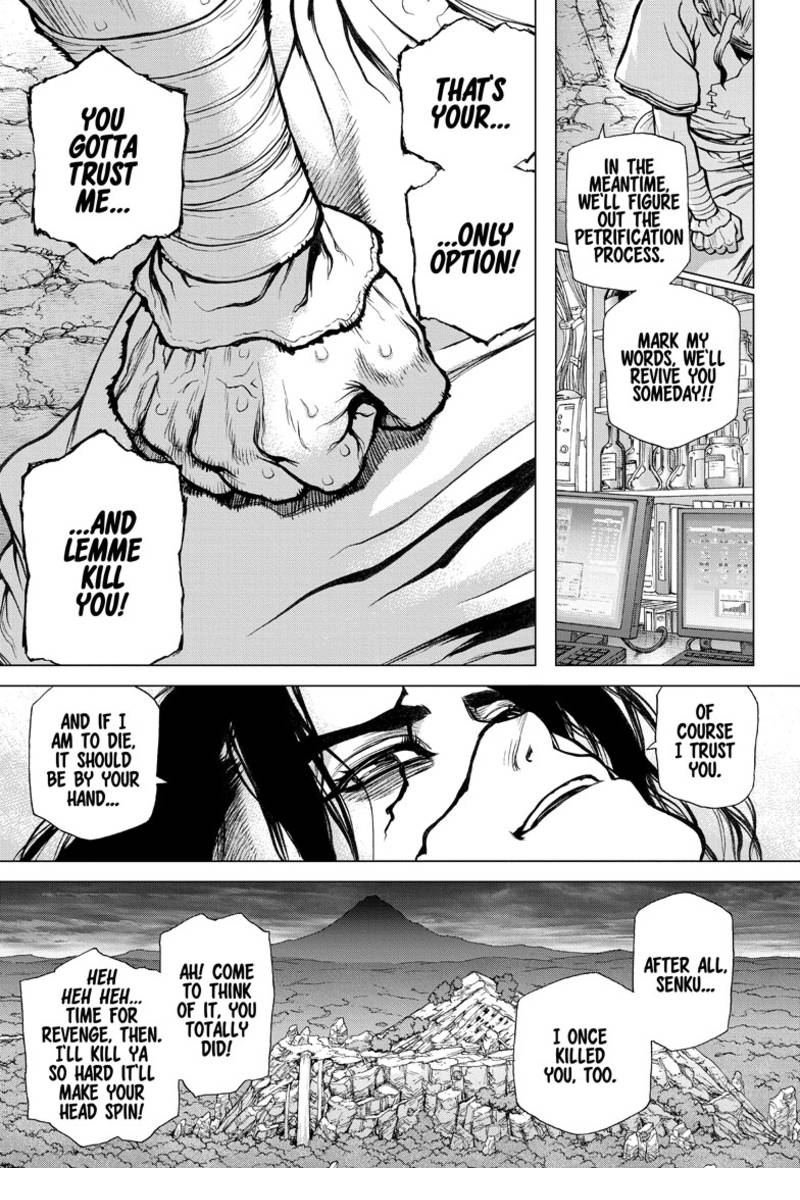 IN THE
MEANTIME,
WE'LL FIGURE
OUT THE
PETRIFICATION
PROCESS.
MARK MY
WORDS, WE'LL
REVIVE YOU
SOMEDAY!!
THAT'S
YOUR...
...ONLY
OPTION!
YOU
GOTTA
TRUST
ME...
...AND
LEMME
KILL
YOU!
OF
COURSE
I TRUST
YOU.
AND IF I
AM TO DIE,
IT SHOULD
BE BY YOUR
HAND...
AFTER ALL,
SENKU...
I ONCE
KILLED
YOU, TOO.
AH! COME
TO THINK
OF IT, YOU
TOTALLY
DID!
HEH
HEH HEH...
TIME FOR
REVENGE, THEN.
I'LL KILL YA
SO HARD IT'LL
MAKE YOUR
HEAD SPIN!